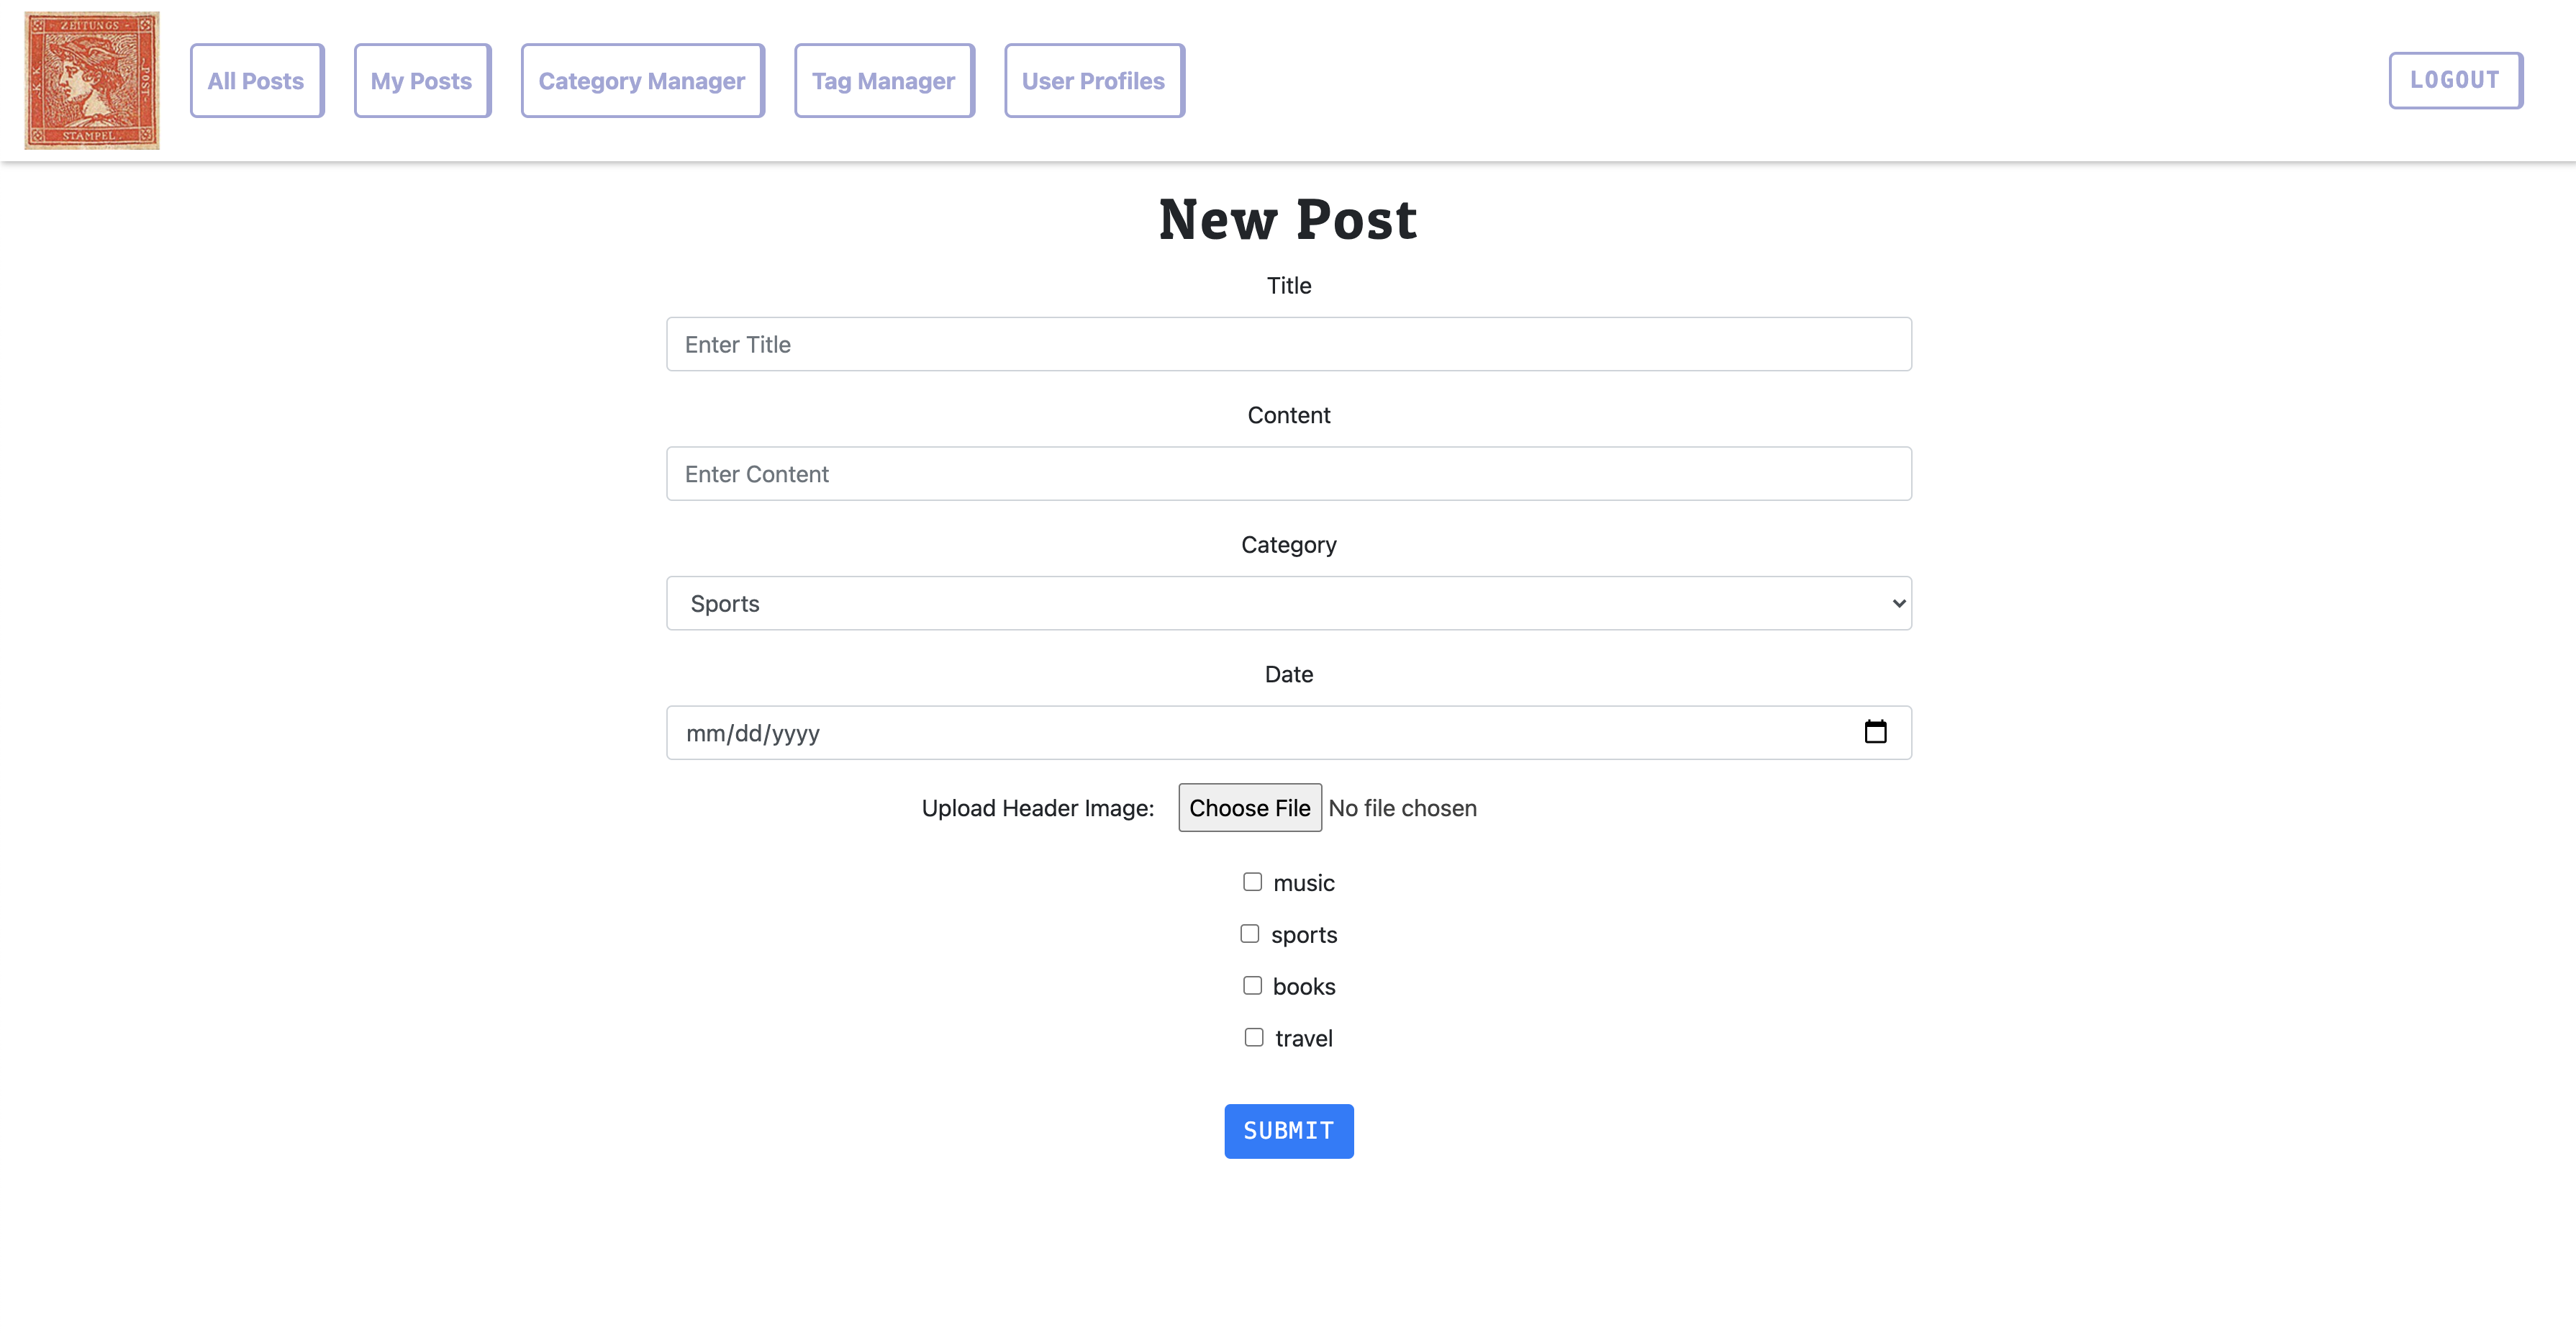 ZEITUNGS
K.K.
POST-
STAMPEL
All Posts
My Posts
Category Manager
Tag Manager
User Profiles
LOGOUT
New Post
Title
Enter Title
Content
Enter Content
Category
Sports
Date
mm/dd/yyyy
Upload Header Image: Choose File No file chosen
music
sports
books
travel
SUBMIT